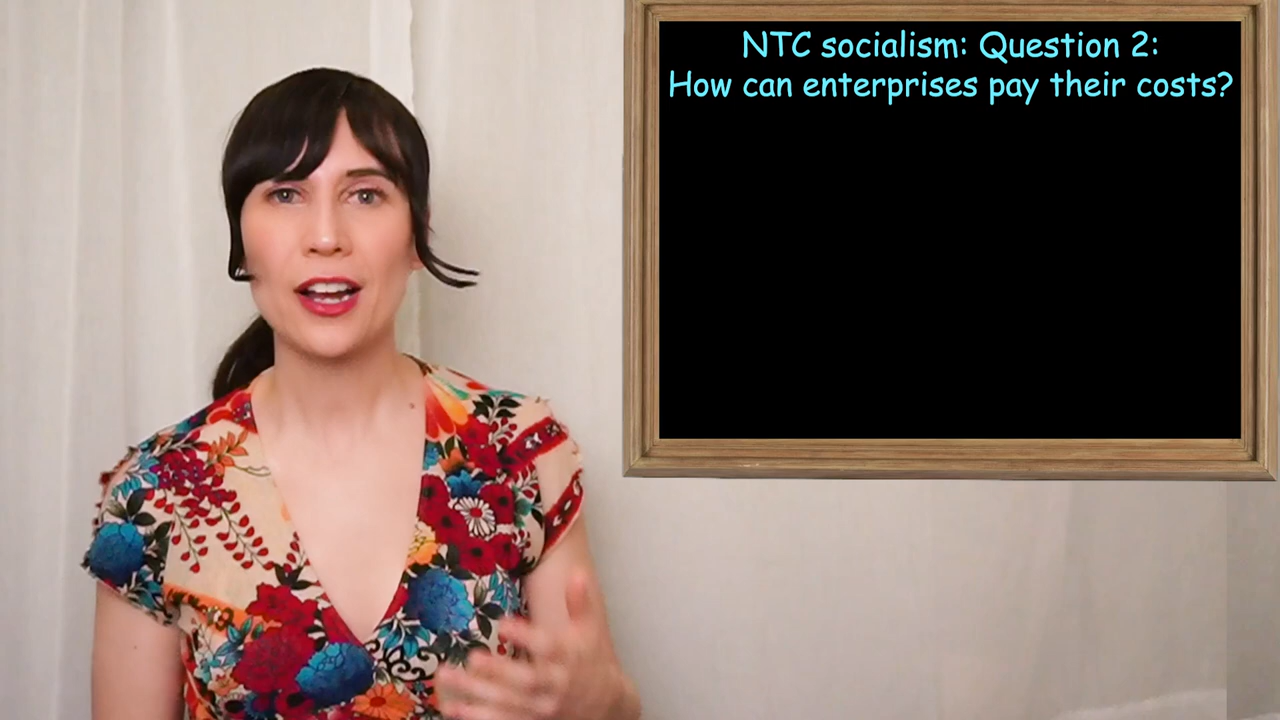 NTC socialism: Question 2:
How can enterprises pay their costs?